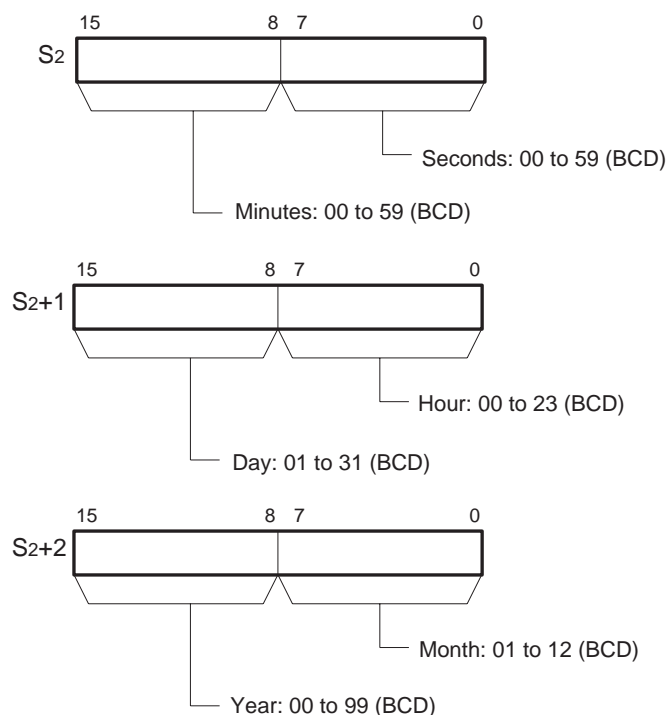 15 8 7 0
S2
Seconds: 00 to 59 (BCD)
Minutes: 00 to 59 (BCD)
15 8 7 0
S2+1
Hour: 00 to 23 (BCD)
Day: 01 to 31 (BCD)
15 8 7 0
S2+2
Month: 01 to 12 (BCD)
Year: 00 to 99 (BCD)